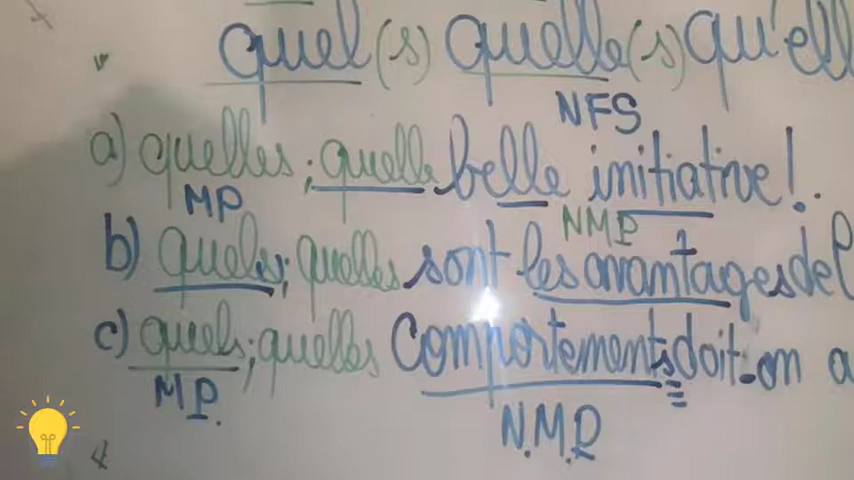 quel(s) quelle(s) qu'ell
NFS
a) quelles ; quelle belle initiative !..
MP NMP
b) quels ; quelles sont les avantages de l
c) quels ; quelles comportements doit-on a
MP. N.M.P